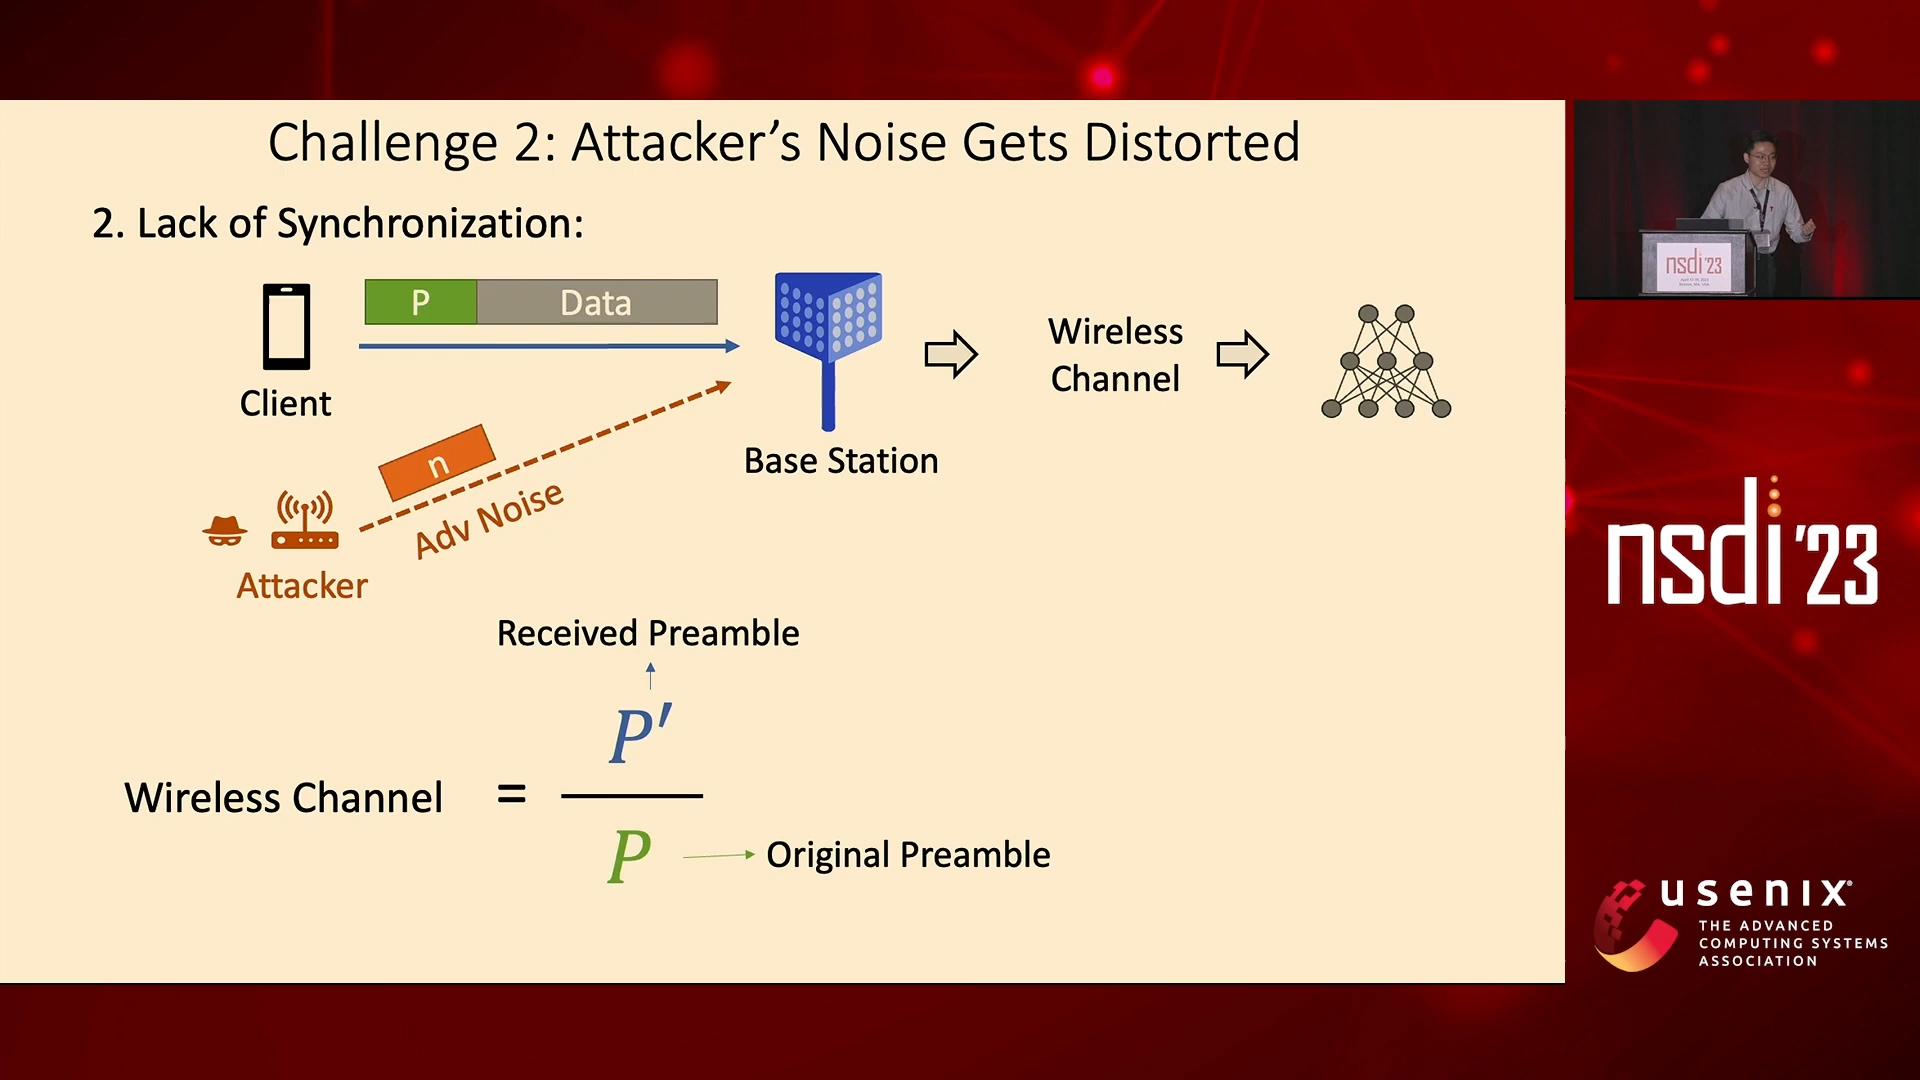 Challenge 2: Attacker’s Noise Gets Distorted
2. Lack of Synchronization:
P
Data
Client
Base Station
Wireless
Channel
n
Adv Noise
Attacker
Received Preamble
P'
Wireless Channel =
P
Original Preamble
nsdi'23
nsdi'23
usenix®
THE ADVANCED
COMPUTING SYSTEMS
ASSOCIATION